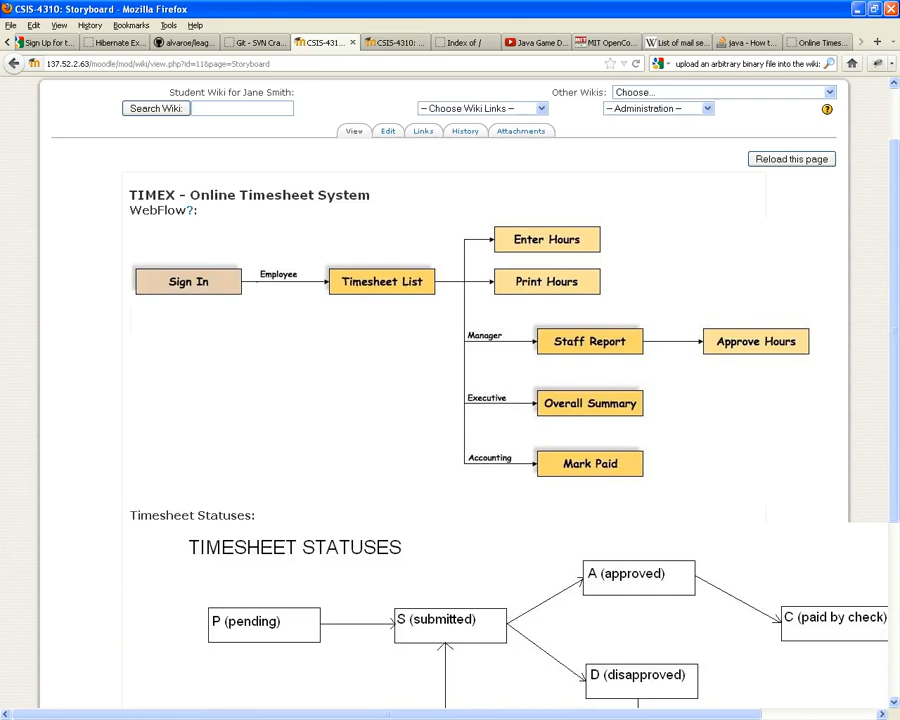 CSIS-4310: Storyboard - Mozilla Firefox
File Edit View History Bookmarks Tools Help
Sign Up for t... Hibernate Ex... alvaroe/leag... Git - SVN Cra... CSIS-431... CSIS-4310: ... Index of / Java Game D... MIT OpenCo... List of mail se... java - How t... Online Times...
137.52.2.63/moodle/mod/wiki/view.php?id=11&page=Storyboard upload an arbitrary binary file into the wiki:
Student Wiki for Jane Smith: Other Wikis: Choose...
Search Wiki: -- Choose Wiki Links -- -- Administration -- ?
View Edit Links History Attachments
Reload this page
TIMEX - Online Timesheet System
WebFlow?:
Enter Hours
Sign In Employee Timesheet List Print Hours
Manager Staff Report Approve Hours
Executive Overall Summary
Accounting Mark Paid
Timesheet Statuses:
TIMESHEET STATUSES
A (approved)
P (pending) S (submitted) C (paid by check)
D (disapproved)